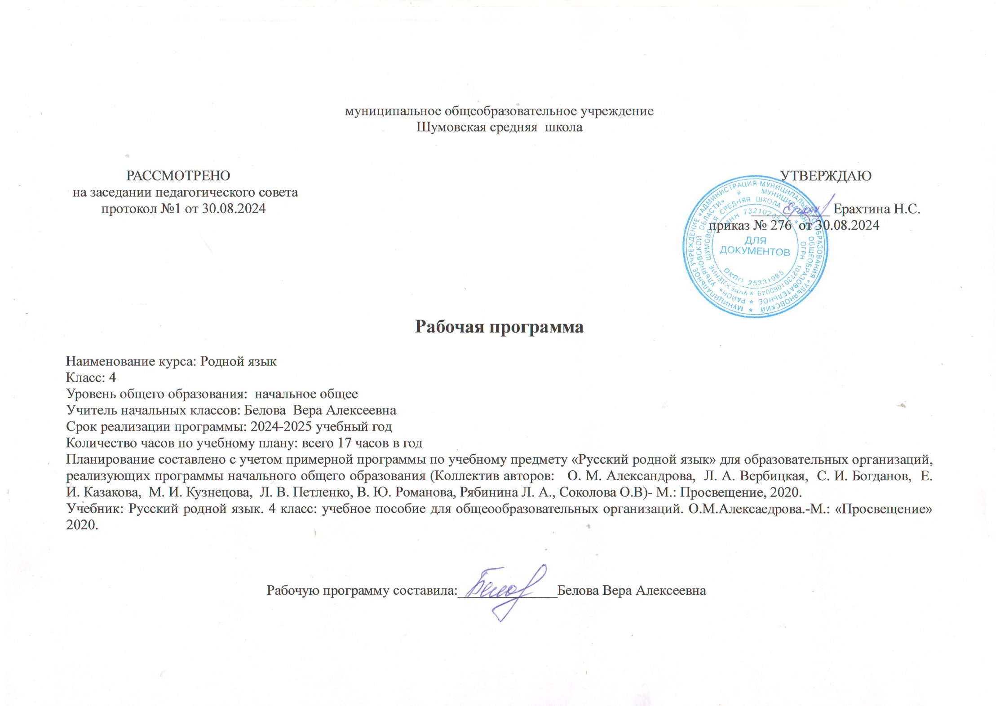 муниципальное общеобразовательное учреждение
Шумовская средняя школа
РАССМОТРЕНО
на заседании педагогического совета
протокол №1 от 30.08.2024
УТВЕРЖДАЮ
Ерахтина Н.С.
приказ № 276 от 30.08.2024
МУНИЦИПАЛЬНОЕ УЧРЕЖДЕНИЕ «АДМИНИСТРАЦИЯ МУНИЦИПАЛЬНОГО ОБРАЗОВАНИЯ «УЛЬЯНОВСКИЙ
РАЙОН» УЛЬЯНОВСКОЙ ОБЛАСТИ» * МУНИЦИПАЛЬНОЕ ОБЩЕОБРАЗОВАТЕЛЬНОЕ *
УЧРЕЖДЕНИЕ ШУМОВСКАЯ СРЕДНЯЯ ШКОЛА * ОГРН 1027301060049 *
ИНН
ДЛЯ
ДОКУМЕНТОВ
ОКПО 25331985
Рабочая программа
Наименование курса: Родной язык
Класс: 4
Уровень общего образования: начальное общее
Учитель начальных классов: Белова Вера Алексеевна
Срок реализации программы: 2024-2025 учебный год
Количество часов по учебному плану: всего 17 часов в год
Планирование составлено с учетом примерной программы по учебному предмету «Русский родной язык» для образовательных организаций,
реализующих программы начального общего образования (Коллектив авторов: О. М. Александрова, Л. А. Вербицкая, С. И. Богданов, Е.
И. Казакова, М. И. Кузнецова, Л. В. Петленко, В. Ю. Романова, Рябинина Л. А., Соколова О.В)- М.: Просвещение, 2020.
Учебник: Русский родной язык. 4 класс: учебное пособие для общеообразовательных организаций. О.М.Алексаедрова.-М.: «Просвещение»
2020.
Рабочую программу составила: Белова Вера Алексеевна